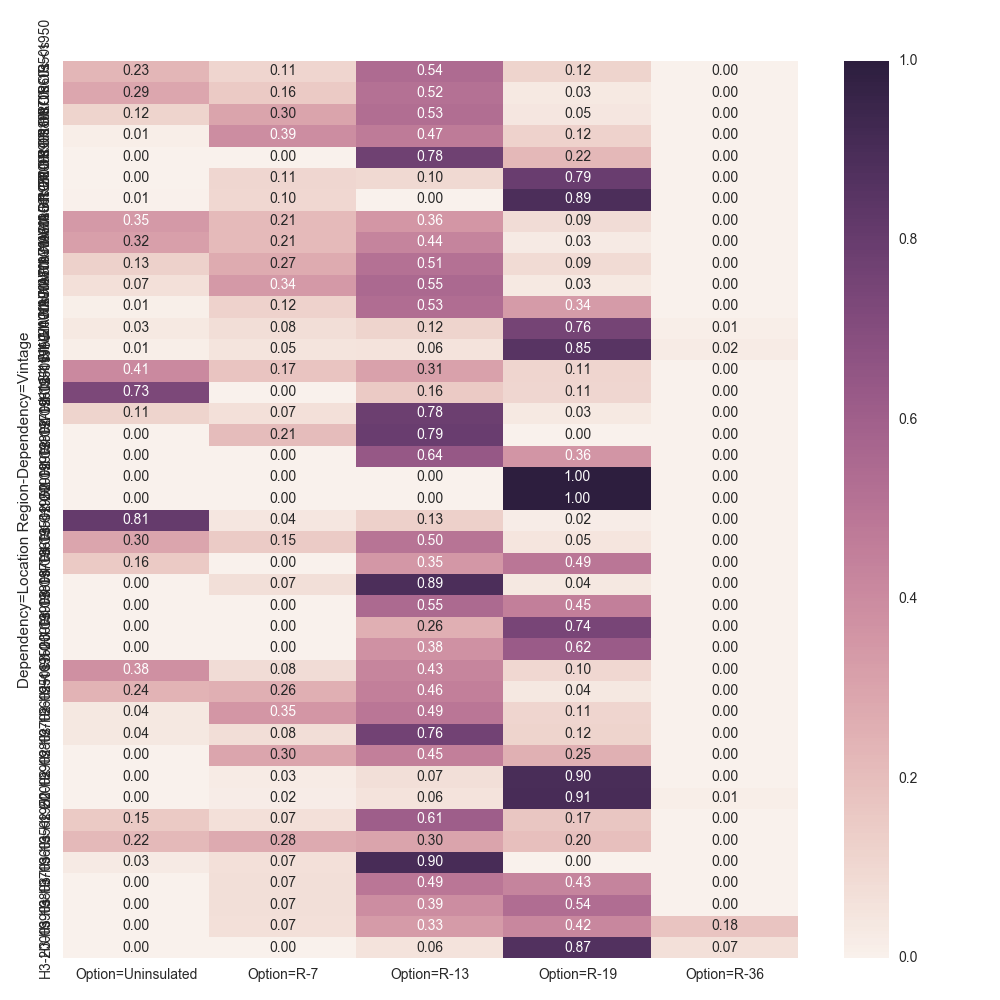 Dependency=Location Region-Dependency=Vintage
0.23 0.11 0.54 0.12 0.00
0.29 0.16 0.52 0.03 0.00
0.12 0.30 0.53 0.05 0.00
0.01 0.39 0.47 0.12 0.00
0.00 0.00 0.78 0.22 0.00
0.00 0.11 0.10 0.79 0.00
0.01 0.10 0.00 0.89 0.00
0.35 0.21 0.36 0.09 0.00
0.32 0.21 0.44 0.03 0.00
0.13 0.27 0.51 0.09 0.00
0.07 0.34 0.55 0.03 0.00
0.01 0.12 0.53 0.34 0.00
0.03 0.08 0.12 0.76 0.01
0.01 0.05 0.06 0.85 0.02
0.41 0.17 0.31 0.11 0.00
0.73 0.00 0.16 0.11 0.00
0.11 0.07 0.78 0.03 0.00
0.00 0.21 0.79 0.00 0.00
0.00 0.00 0.64 0.36 0.00
0.00 0.00 0.00 1.00 0.00
0.00 0.00 0.00 1.00 0.00
0.81 0.04 0.13 0.02 0.00
0.30 0.15 0.50 0.05 0.00
0.16 0.00 0.35 0.49 0.00
0.00 0.07 0.89 0.04 0.00
0.00 0.00 0.55 0.45 0.00
0.00 0.00 0.26 0.74 0.00
0.00 0.00 0.38 0.62 0.00
0.38 0.08 0.43 0.10 0.00
0.24 0.26 0.46 0.04 0.00
0.04 0.35 0.49 0.11 0.00
0.04 0.08 0.76 0.12 0.00
0.00 0.30 0.45 0.25 0.00
0.00 0.03 0.07 0.90 0.00
0.00 0.02 0.06 0.91 0.01
0.15 0.07 0.61 0.17 0.00
0.22 0.28 0.30 0.20 0.00
0.03 0.07 0.90 0.00 0.00
0.00 0.07 0.49 0.43 0.00
0.00 0.07 0.39 0.54 0.00
0.00 0.07 0.33 0.42 0.18
0.00 0.00 0.06 0.87 0.07
Option=Uninsulated Option=R-7 Option=R-13 Option=R-19 Option=R-36
1.0
0.8
0.6
0.4
0.2
0.0